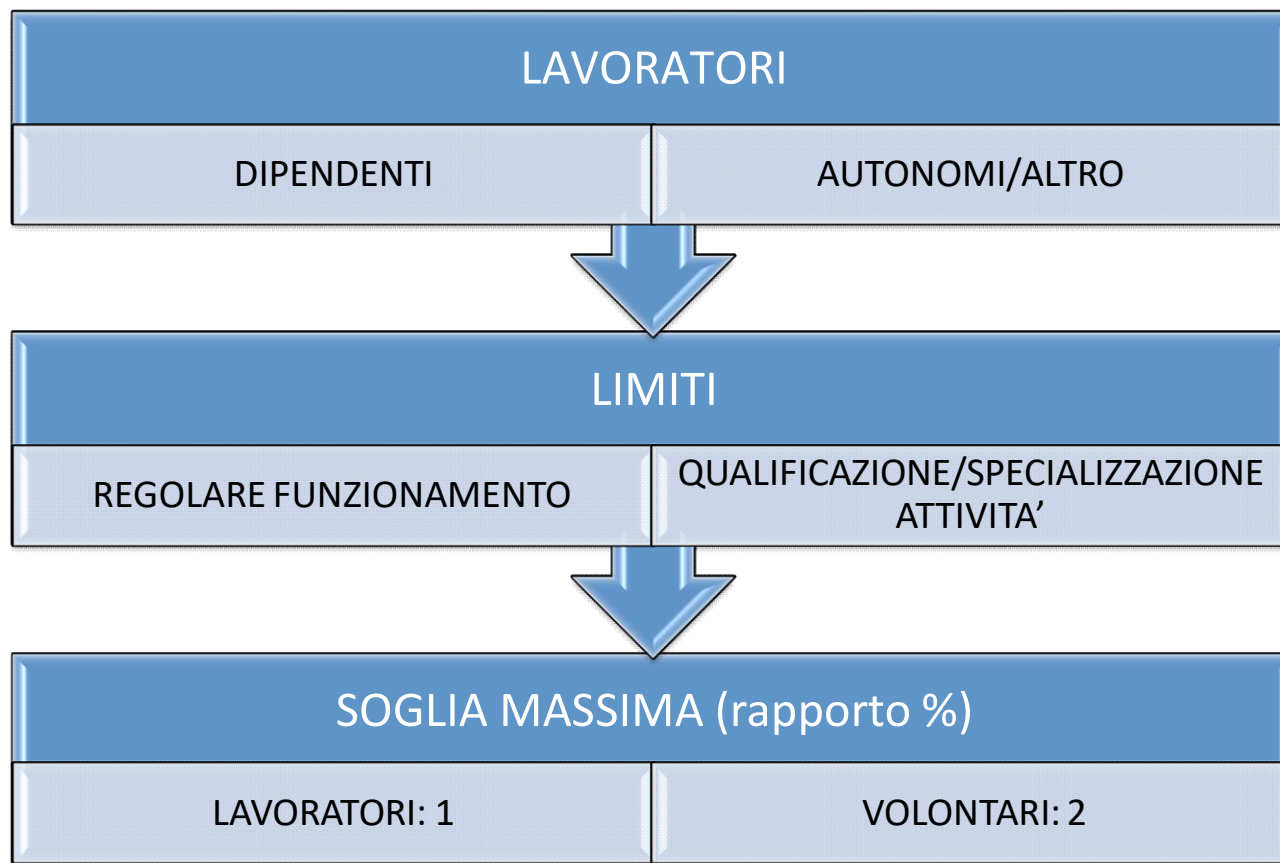 LAVORATORI
DIPENDENTI
AUTONOMI/ALTRO
LIMITI
REGOLARE FUNZIONAMENTO
QUALIFICAZIONE/SPECIALIZZAZIONE
ATTIVITA’
SOGLIA MASSIMA (rapporto %)
LAVORATORI: 1
VOLONTARI: 2